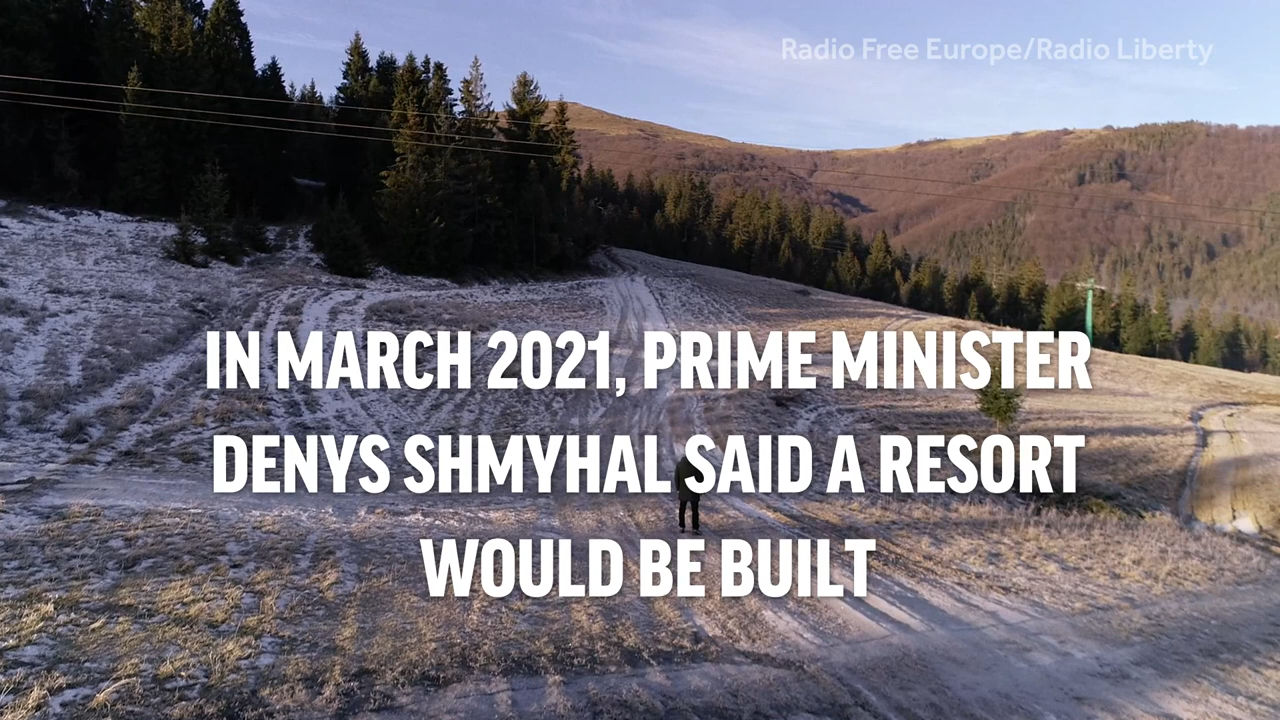 Radio Free Europe/Radio Liberty
IN MARCH 2021, PRIME MINISTER
DENYS SHMYHAL SAID A RESORT
WOULD BE BUILT